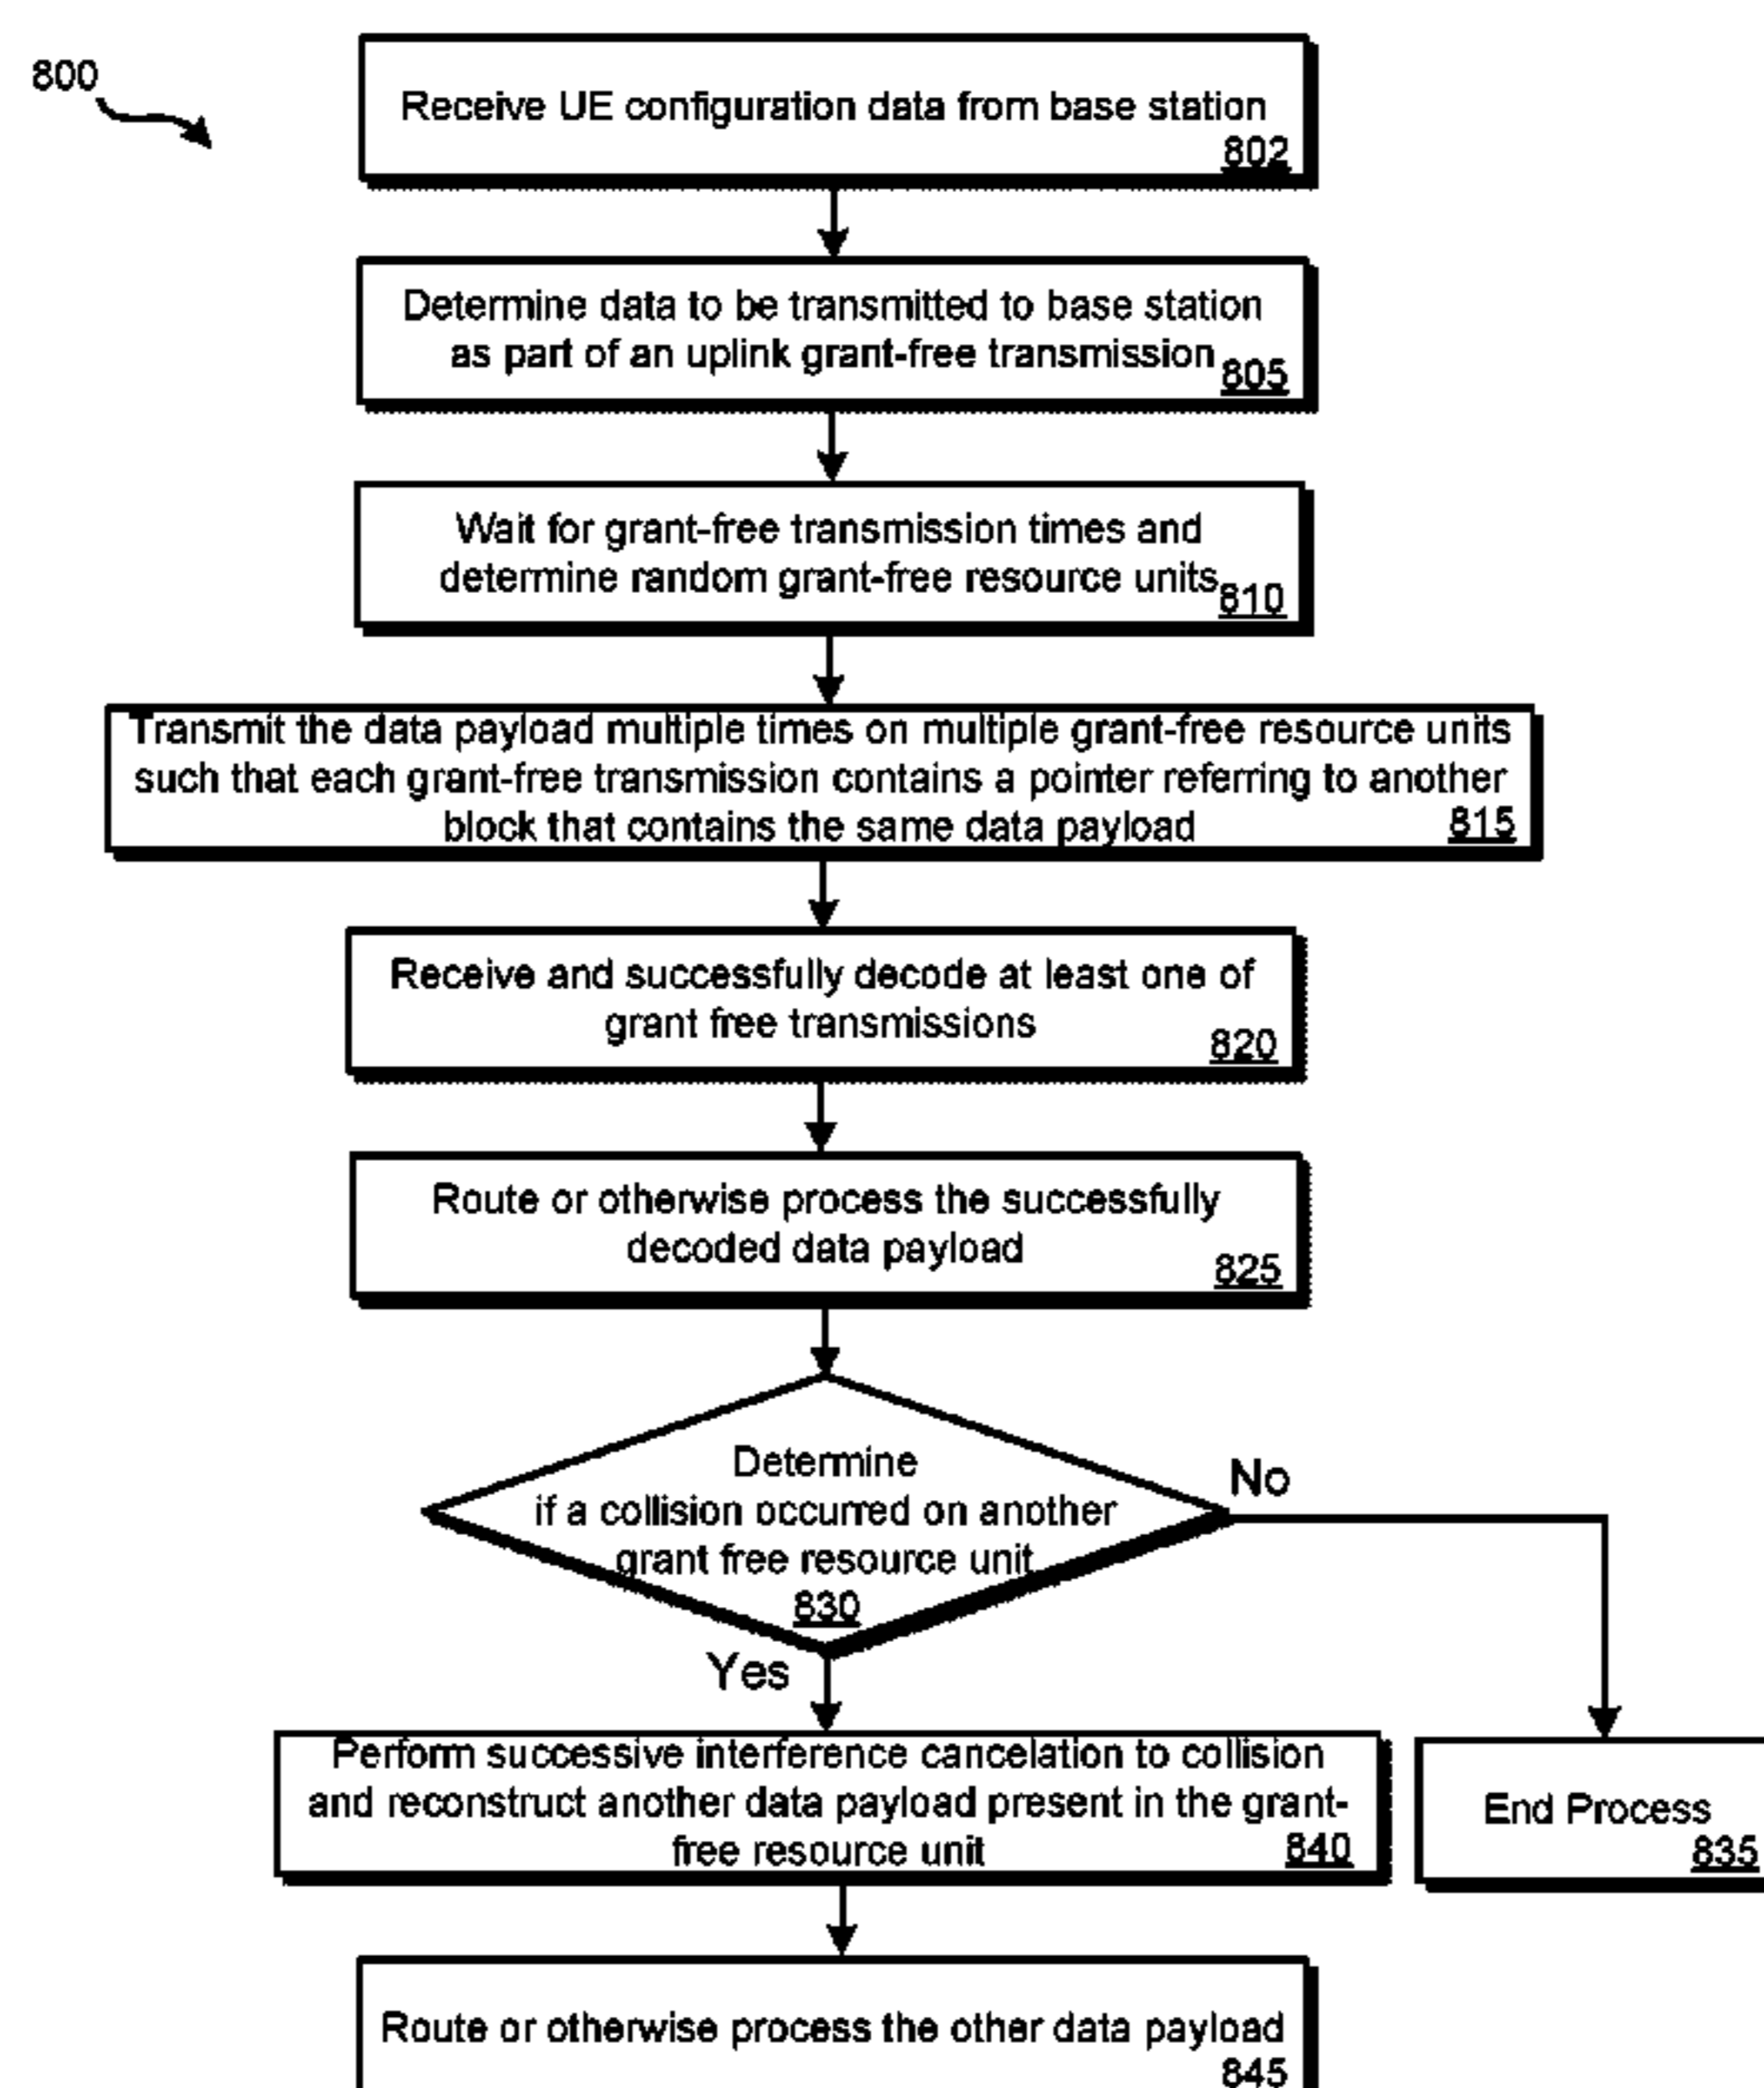 800
Receive UE configuration data from base station
802
Determine data to be transmitted to base station
as part of an uplink grant-free transmission
805
Wait for grant-free transmission times and
determine random grant-free resource units
810
Transmit the data payload multiple times on multiple grant-free resource units
such that each grant-free transmission contains a pointer referring to another
block that contains the same data payload
815
Receive and successfully decode at least one of
grant free transmissions
820
Route or otherwise process the successfully
decoded data payload
825
Determine
if a collision occurred on another
grant free resource unit
830
No
Yes
Perform successive interference cancelation to collision
and reconstruct another data payload present in the grant-
free resource unit
840
End Process
835
Route or otherwise process the other data payload
845